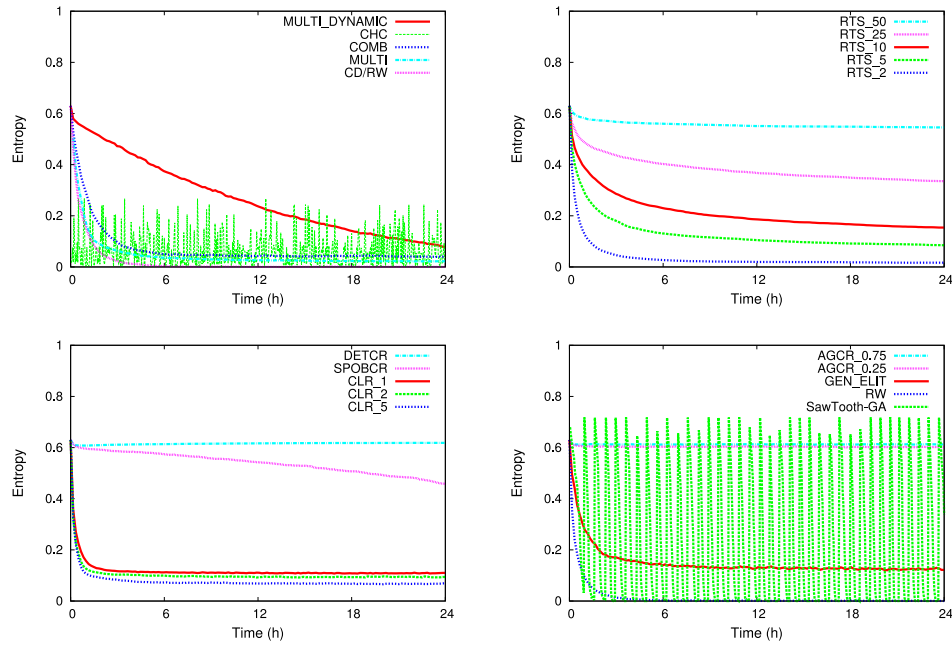 MULTI_DYNAMIC
CHC
COMB
MULTI
CD/RW
1
0.8
0.6
0.4
0.2
0
Entropy
0
6
12
18
24
Time (h)
RTS_50
RTS_25
RTS_10
RTS_5
RTS_2
1
0.8
0.6
0.4
0.2
0
Entropy
0
6
12
18
24
Time (h)
DETCR
SPOBCR
CLR_1
CLR_2
CLR_5
1
0.8
0.6
0.4
0.2
0
Entropy
0
6
12
18
24
Time (h)
AGCR_0.75
AGCR_0.25
GEN_ELIT
RW
SawTooth-GA
1
0.8
0.6
0.4
0.2
0
Entropy
0
6
12
18
24
Time (h)